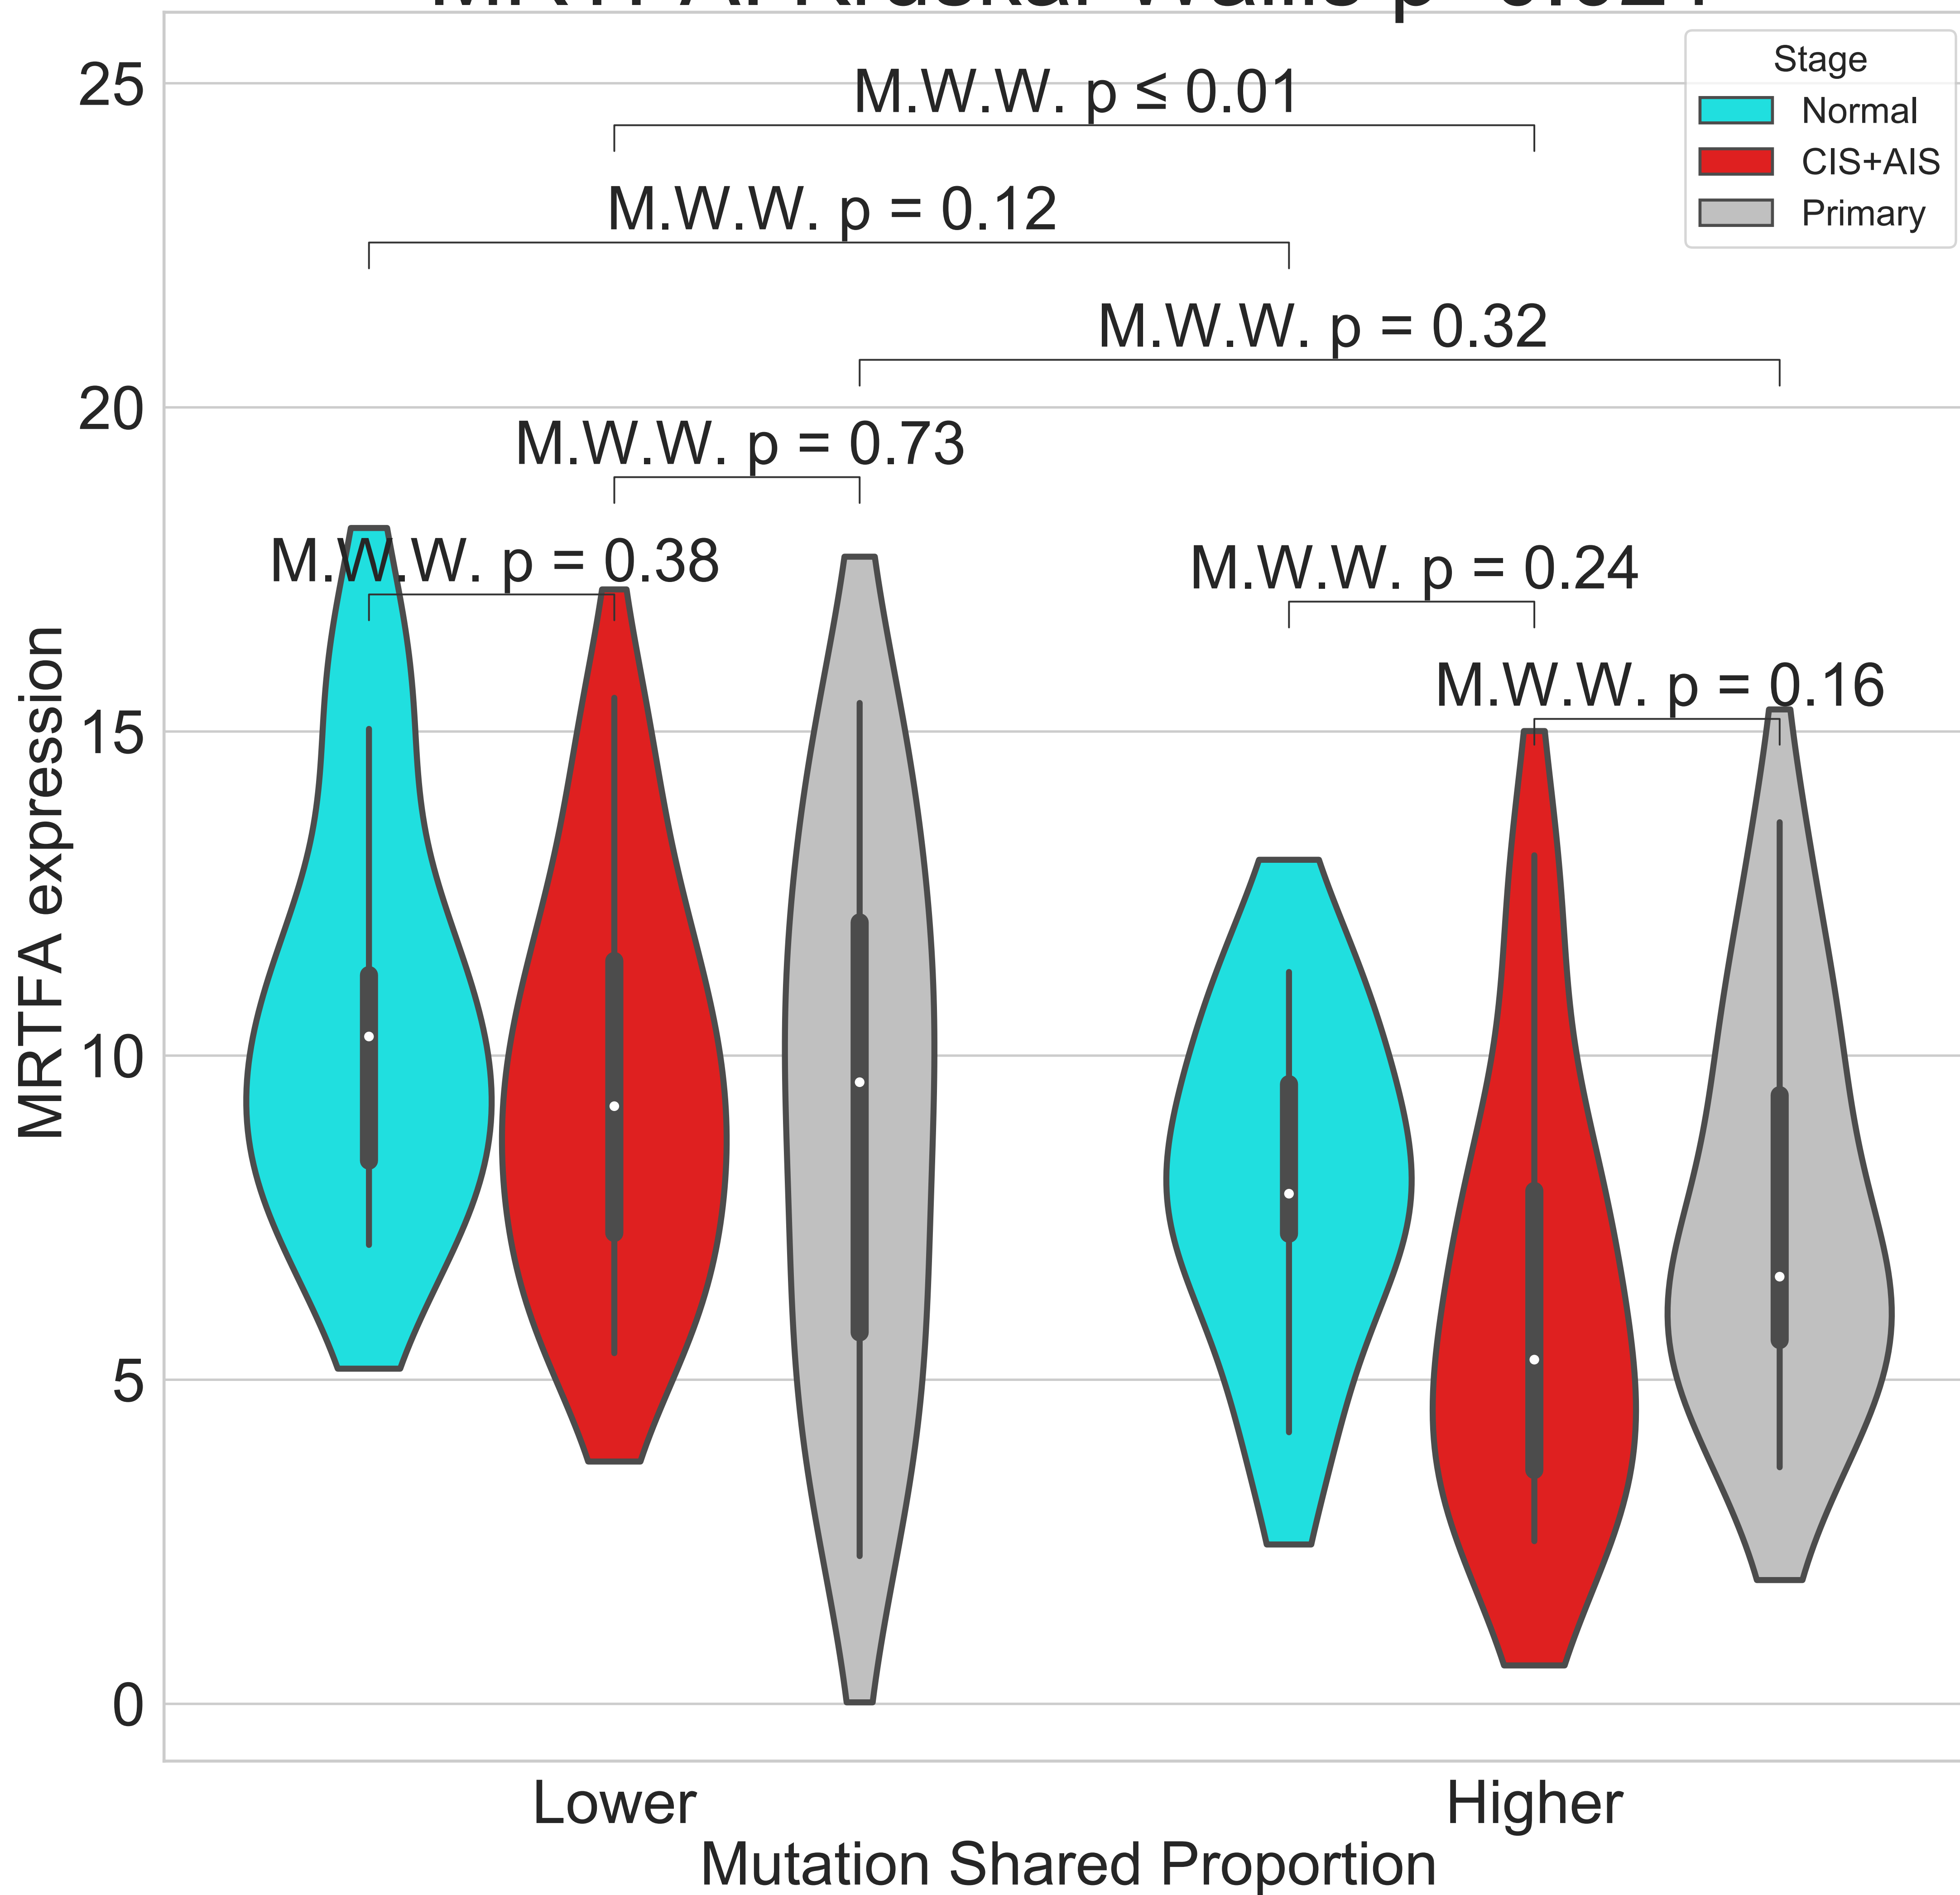 25
20
15
10
5
0
MRTFA expression
M.W.W. p ≤ 0.01
M.W.W. p = 0.12
M.W.W. p = 0.32
M.W.W. p = 0.73
M.W.W. p = 0.38
M.W.W. p = 0.24
M.W.W. p = 0.16
Stage
Normal
CIS+AIS
Primary
Lower
Higher
Mutation Shared Proportion